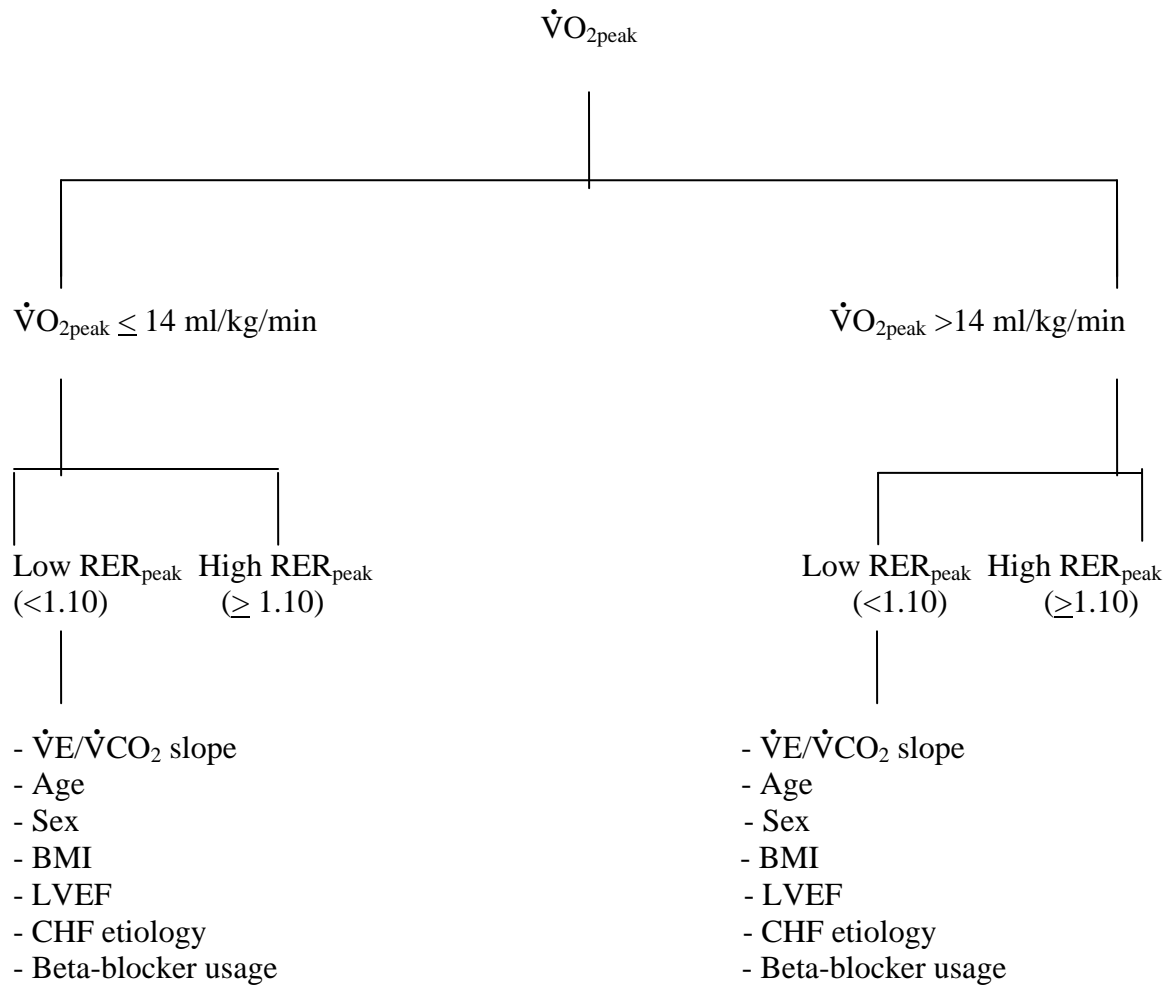 V̇O₂peak
V̇O₂peak ≤ 14 ml/kg/min
V̇O₂peak >14 ml/kg/min
Low RERpeak High RERpeak
(<1.10) (≥ 1.10)
Low RERpeak High RERpeak
(<1.10) (≥1.10)
- V̇E/V̇CO₂ slope
- Age
- Sex
- BMI
- LVEF
- CHF etiology
- Beta-blocker usage
- V̇E/V̇CO₂ slope
- Age
- Sex
- BMI
- LVEF
- CHF etiology
- Beta-blocker usage